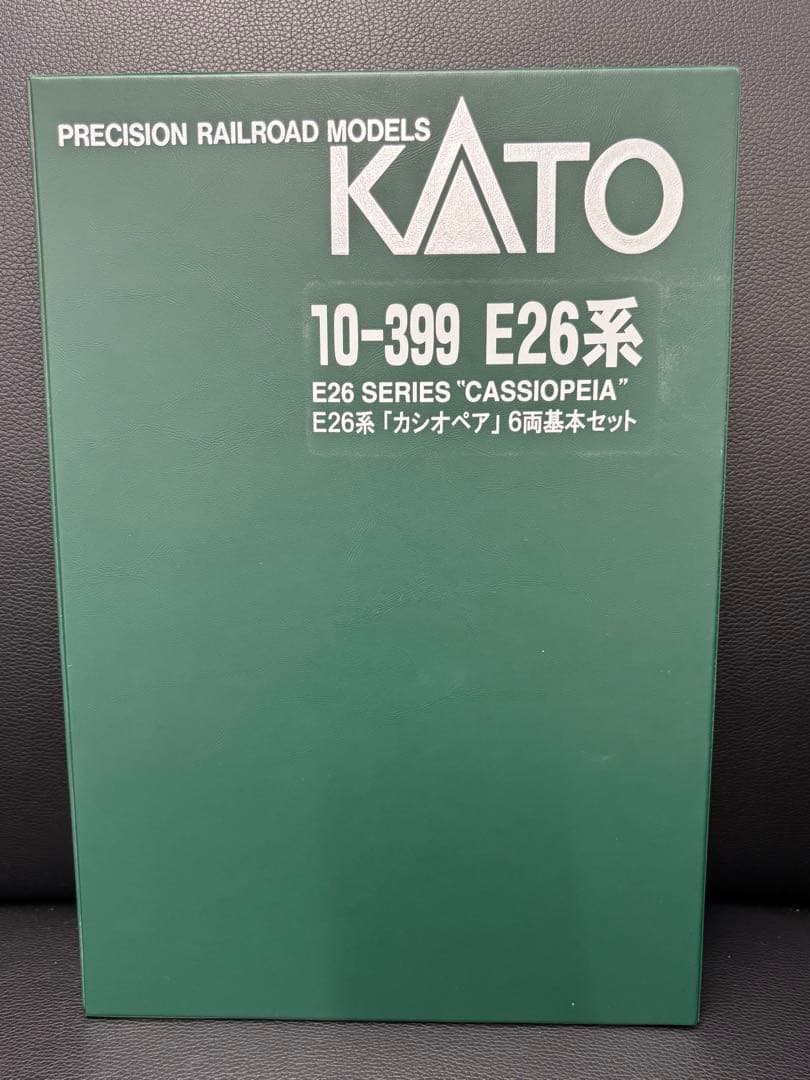 PRECISION RAILROAD MODELS
KATO
10-399 E26系
E26 SERIES "CASSIOPEIA"
E26系「カシオペア」6両基本セット